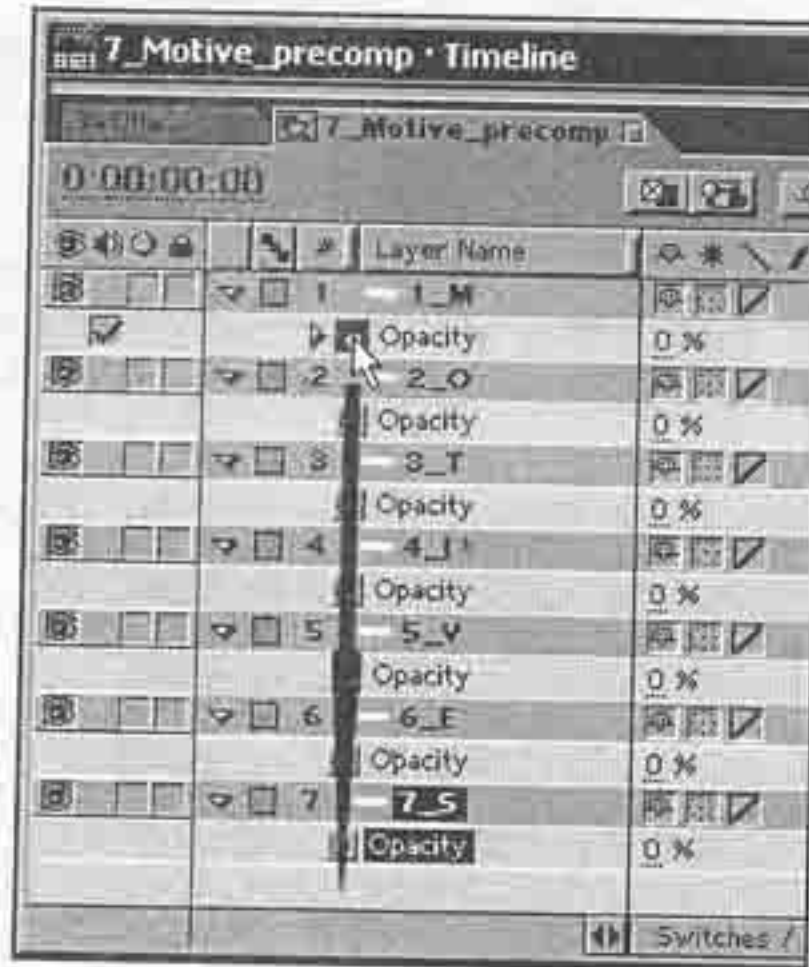 7_Motive_precomp · Timeline
7_Motive_precomp
0:00:00:00
# Layer Name
1 1_M
Opacity 0 %
2 2_O
Opacity 0 %
3 3_T
Opacity 0 %
4
Opacity 0 %
5 5_V
Opacity 0 %
6 6_E
Opacity 0 %
7 7_S
Opacity 0 %
Switches /